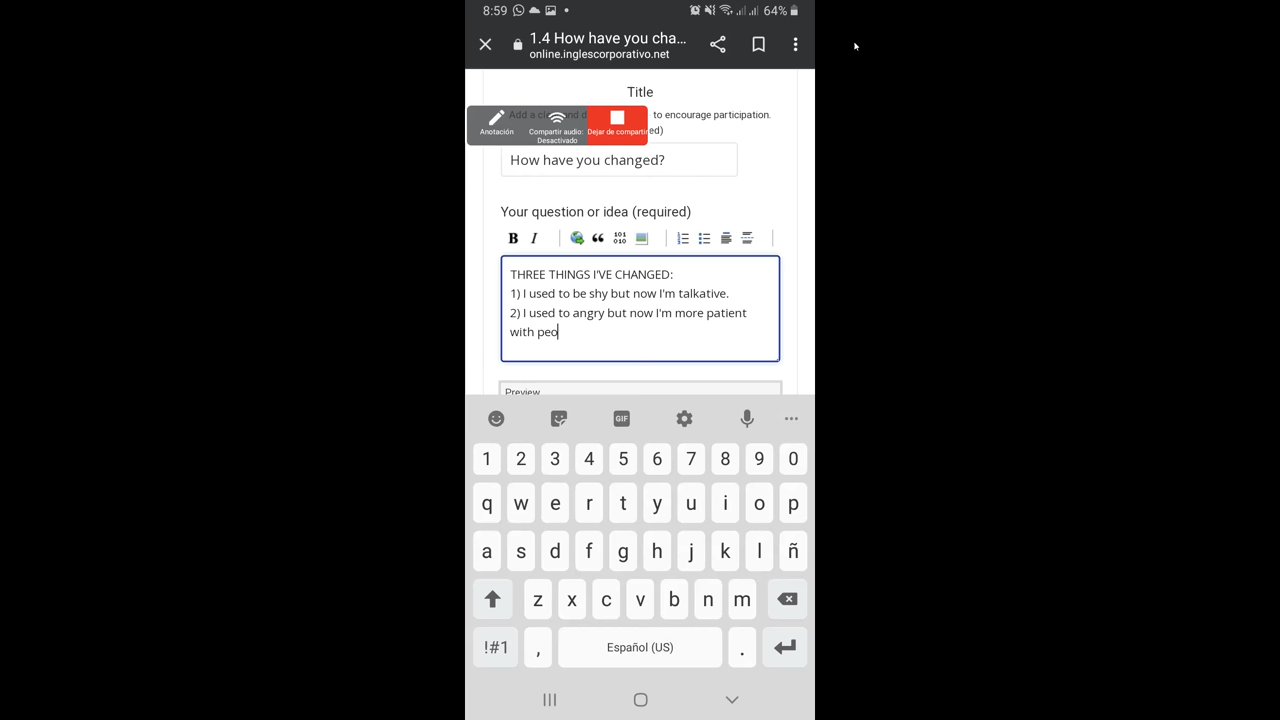 8:59
64%
1.4 How have you cha...
online.inglescorporativo.net
Title
to encourage participation.
Anotación
Compartir audio:
Desactivado
Dejar de compartir
ed)
How have you changed?
Your question or idea (required)
B I
101
010
THREE THINGS I'VE CHANGED:
1) I used to be shy but now I'm talkative.
2) I used to angry but now I'm more patient
with peo
Preview
GIF
1 2 3 4 5 6 7 8 9 0
q w e r t y u i o p
a s d f g h j k l ñ
z x c v b n m
!#1 , Español (US) .